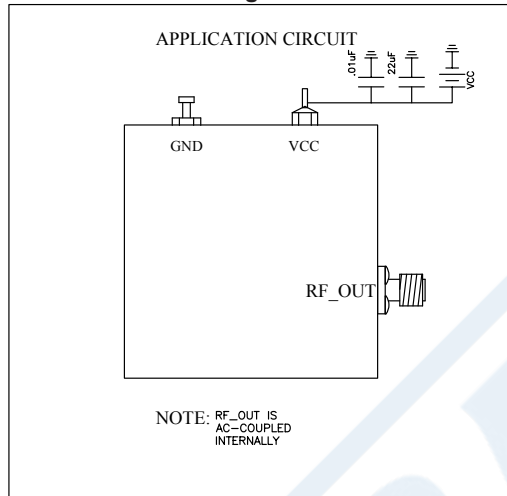 APPLICATION CIRCUIT
.01uF
22uF
VCC
GND
VCC
RF_OUT
NOTE: RF_OUT IS
AC-COUPLED
INTERNALLY